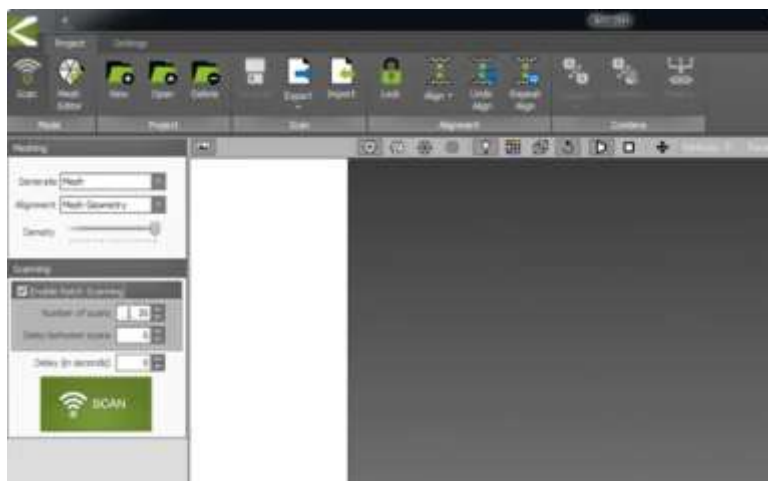 Project Settings
Scan Mesh Editor New Open Delete Export Import Lock Align Undo Align Repeat Align
Mode Project Scan Alignment Combine
Meshing
Generate Mesh
Alignment Mesh Geometry
Density
Scanning
Enable Batch Scanning
Number of scans
Delay between scans
Delay (in seconds)
SCAN